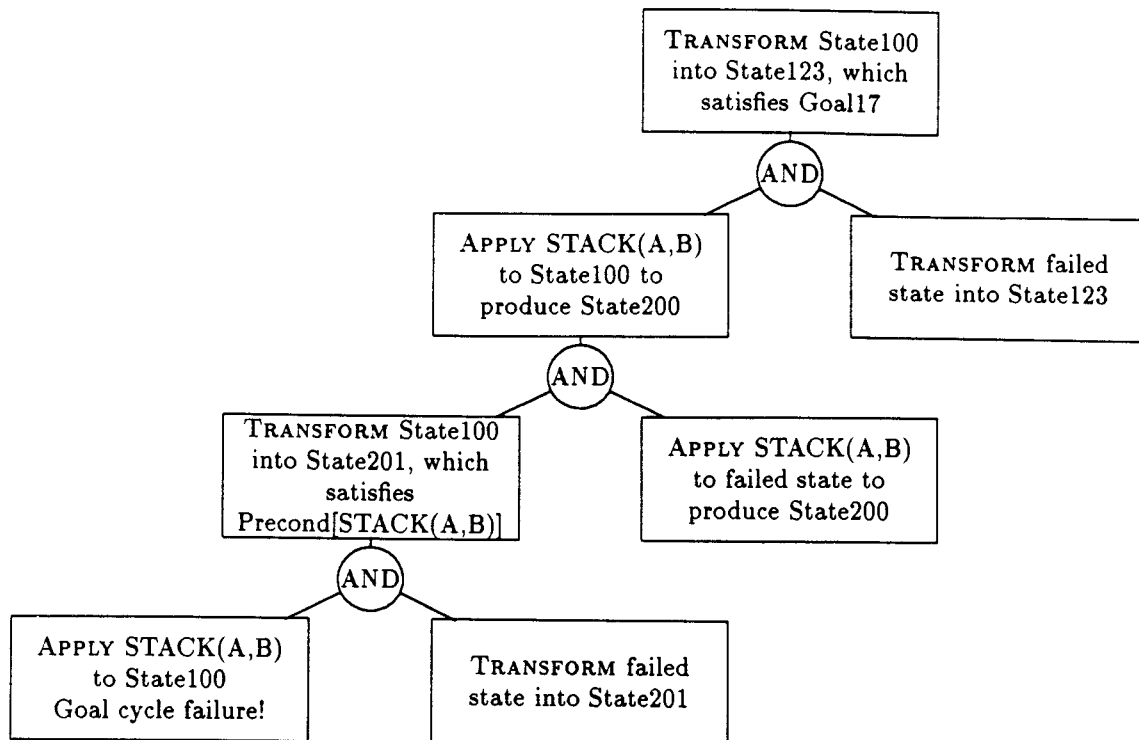 TRANSFORM State100
into State123, which
satisfies Goal17
AND
APPLY STACK(A,B)
to State100 to
produce State200
TRANSFORM failed
state into State123
AND
TRANSFORM State100
into State201, which
satisfies
Precond[STACK(A,B)]
APPLY STACK(A,B)
to failed state to
produce State200
AND
APPLY STACK(A,B)
to State100
Goal cycle failure!
TRANSFORM failed
state into State201